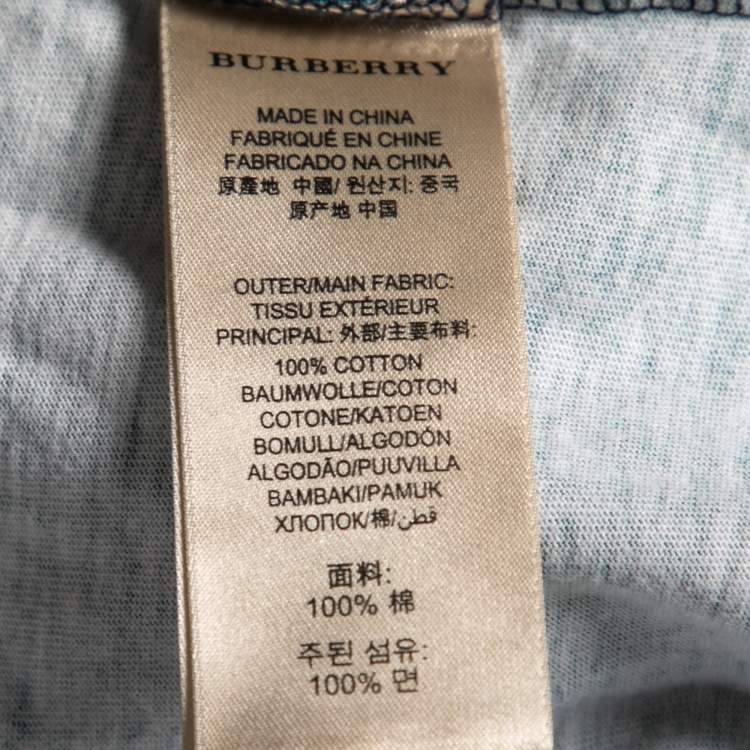 BURBERRY
MADE IN CHINA
FABRIQUÉ EN CHINE
FABRICADO NA CHINA
原產地 中國/ 원산지: 중국
原产地 中国
OUTER/MAIN FABRIC:
TISSU EXTÉRIEUR
PRINCIPAL: 外部/主要布料:
100% COTTON
BAUMWOLLE/COTON
COTONE/KATOEN
BOMULL/ALGODÓN
ALGODÃO/PUUVILLA
BAMBAKI/PAMUK
ХЛОПОК/棉/قطن
面料:
100% 棉
주된 섬유:
100% 면